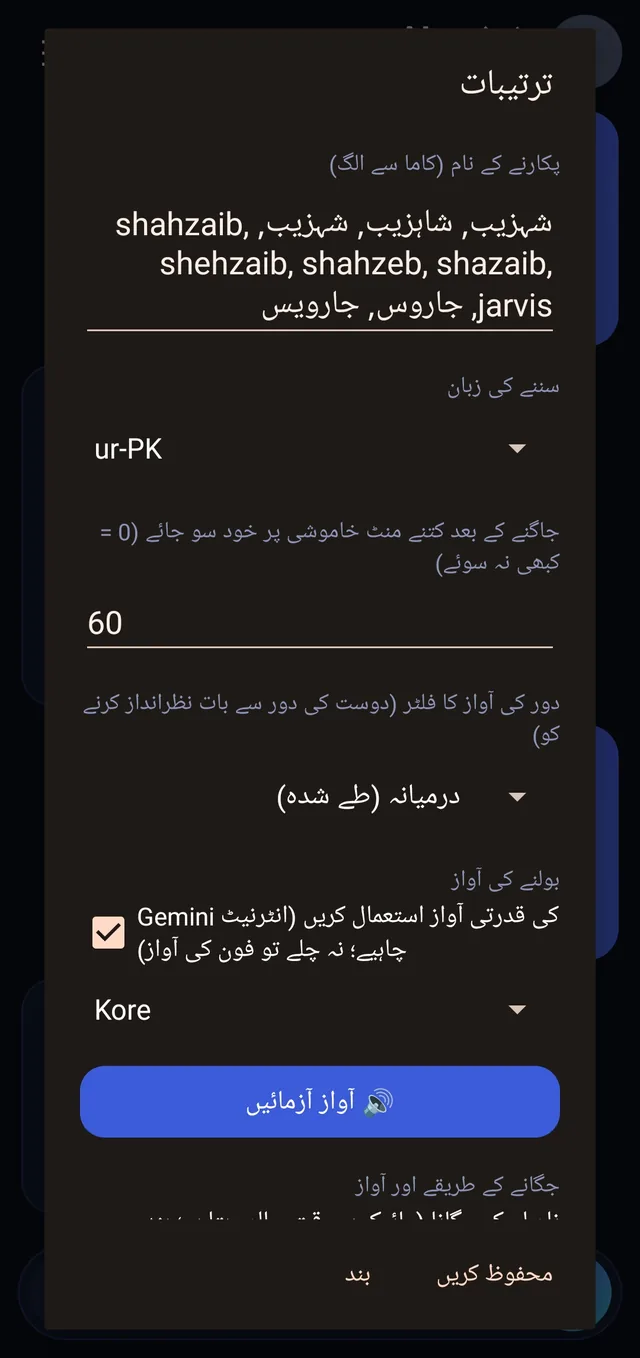 ترتیبات
پکارنے کے نام (کاما سے الگ)
شہزیب, شاہزیب, شہزیب, shahzaib,
shehzaib, shahzeb, shazaib,
jarvis, جاروس, جارویس
سننے کی زبان
ur-PK
جاگنے کے بعد کتنے منٹ خاموشی پر خود سو جائے (0 =
کبھی نہ سوئے)
60
دور کی آواز کا فلٹر (دوست کی دور سے بات نظرانداز کرنے
کو)
درمیانہ (طے شدہ)
بولنے کی آواز
Gemini کی قدرتی آواز استعمال کریں (انٹرنیٹ
چاہیے؛ نہ چلے تو فون کی آواز)
Kore
🔊 آواز آزمائیں
جگانے کے طریقے اور آواز
محفوظ کریں
بند